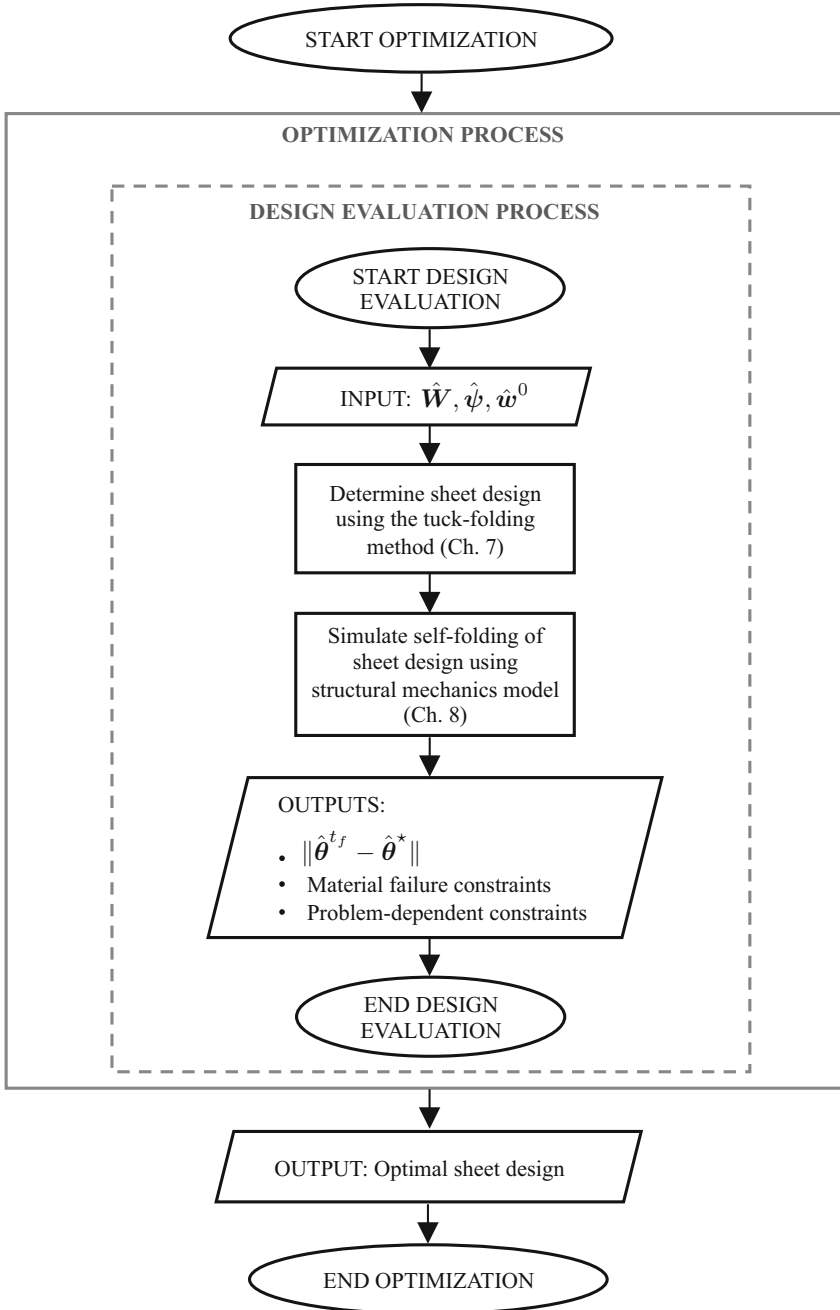 START OPTIMIZATION
OPTIMIZATION PROCESS
DESIGN EVALUATION PROCESS
START DESIGN
EVALUATION
INPUT: Ŵ, ψ̂, ŵ⁰
Determine sheet design
using the tuck-folding
method (Ch. 7)
Simulate self-folding of
sheet design using
structural mechanics model
(Ch. 8)
OUTPUTS:
• ‖θ̂^{t_f} − θ̂^⋆‖
• Material failure constraints
• Problem-dependent constraints
END DESIGN
EVALUATION
OUTPUT: Optimal sheet design
END OPTIMIZATION